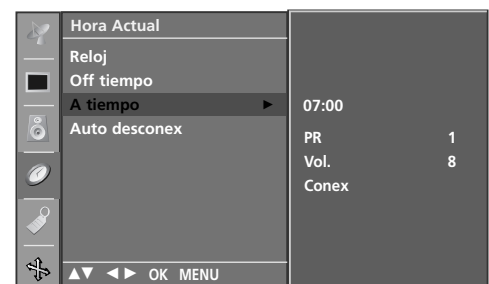 Hora Actual
Reloj
Off tiempo
A tiempo ►
Auto desconex
▲▼ ◄► OK MENU
07:00
PR 1
Vol. 8
Conex